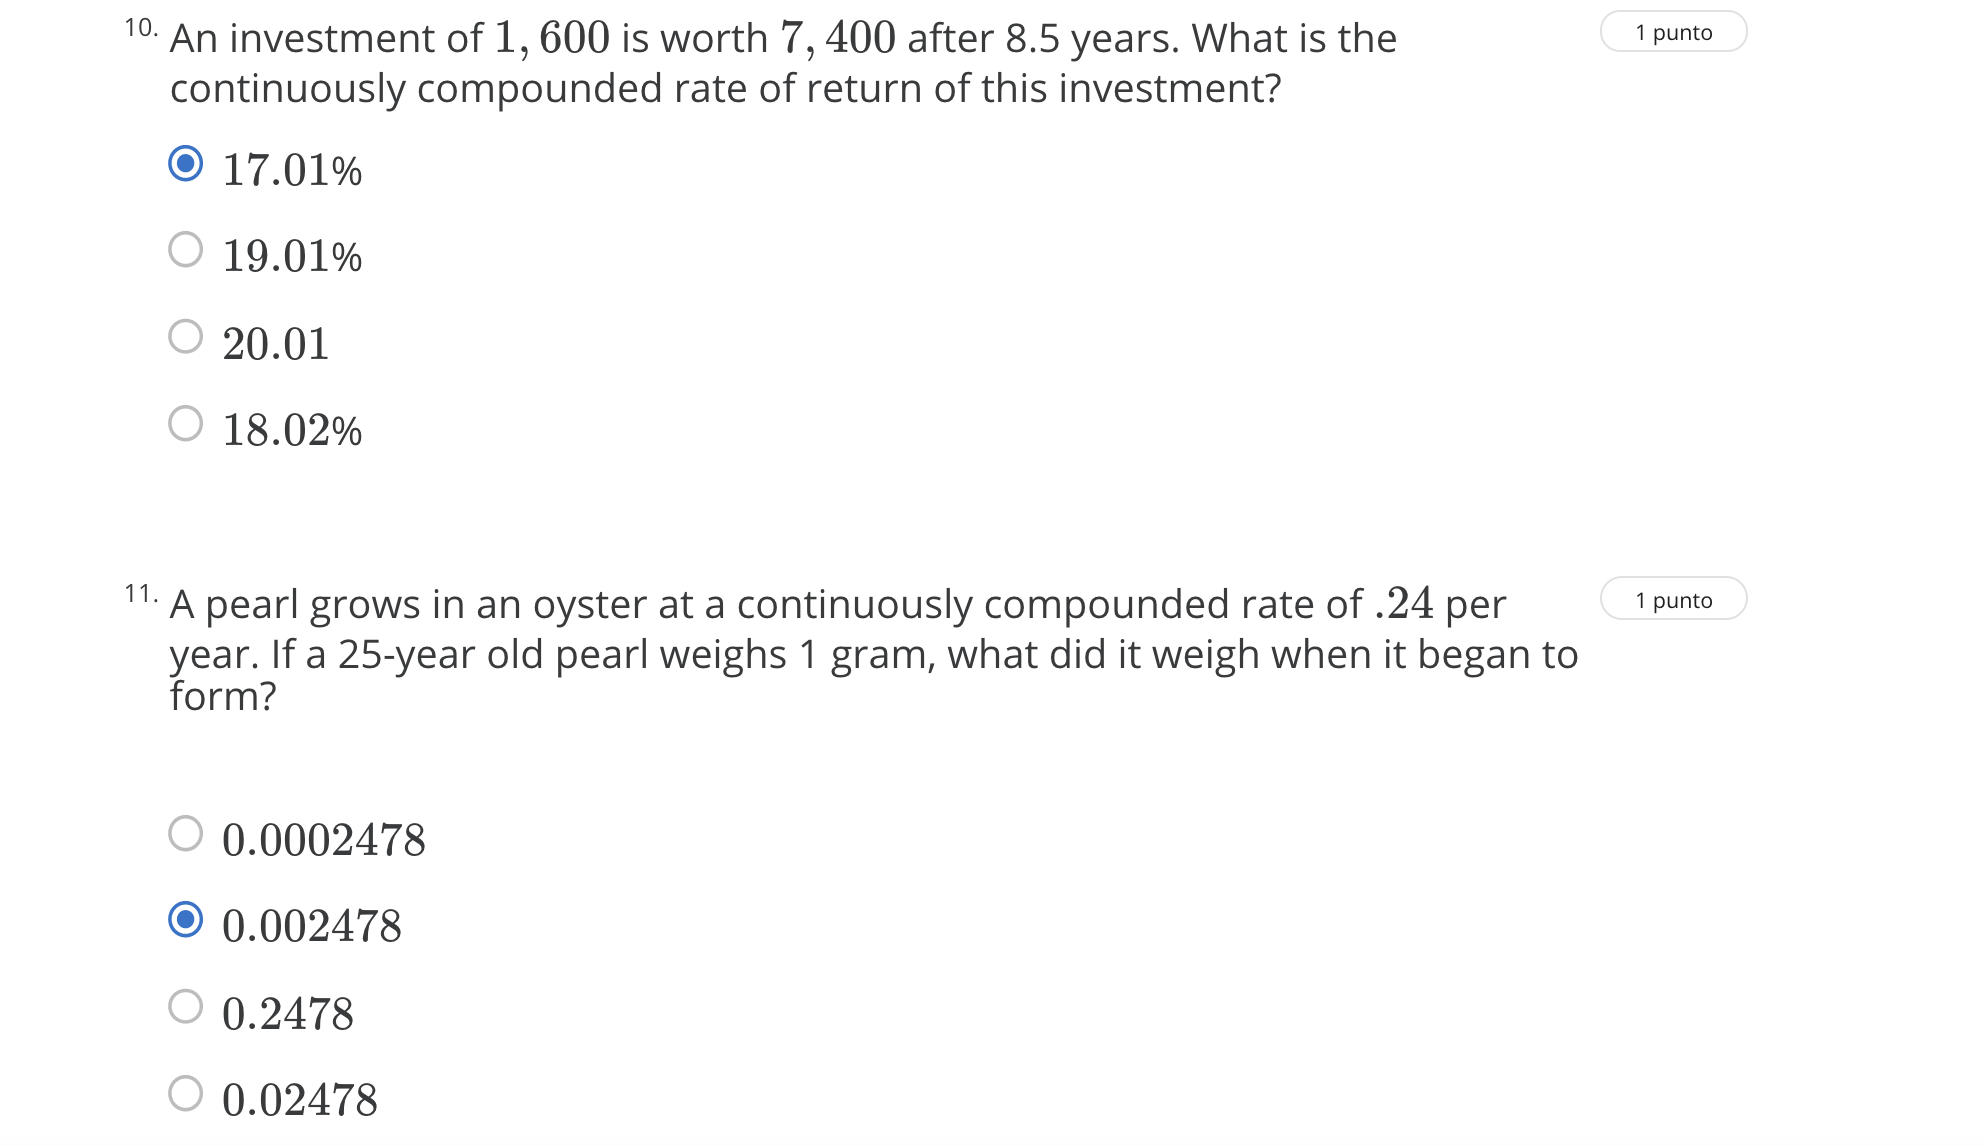 10. An investment of 1, 600 is worth 7, 400 after 8.5 years. What is the
1 punto
continuously compounded rate of return of this investment?
17.01%
19.01%
20.01
18.02%
11. A pearl grows in an oyster at a continuously compounded rate of .24 per
1 punto
year. If a 25-year old pearl weighs 1 gram, what did it weigh when it began to
form?
0.0002478
0.002478
0.2478
0.02478